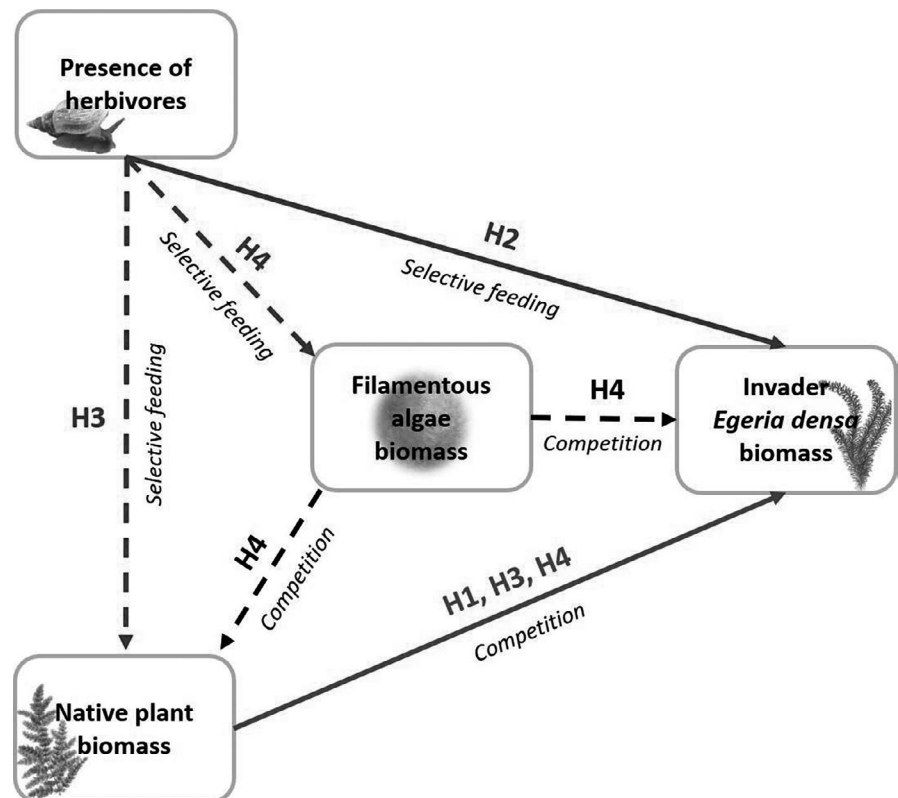 Presence of
herbivores
H2
Selective feeding
H4
Selective feeding
H3
Selective feeding
Filamentous
algae
biomass
H4
Competition
Invader
Egeria densa
biomass
H4
Competition
H1, H3, H4
Competition
Native plant
biomass